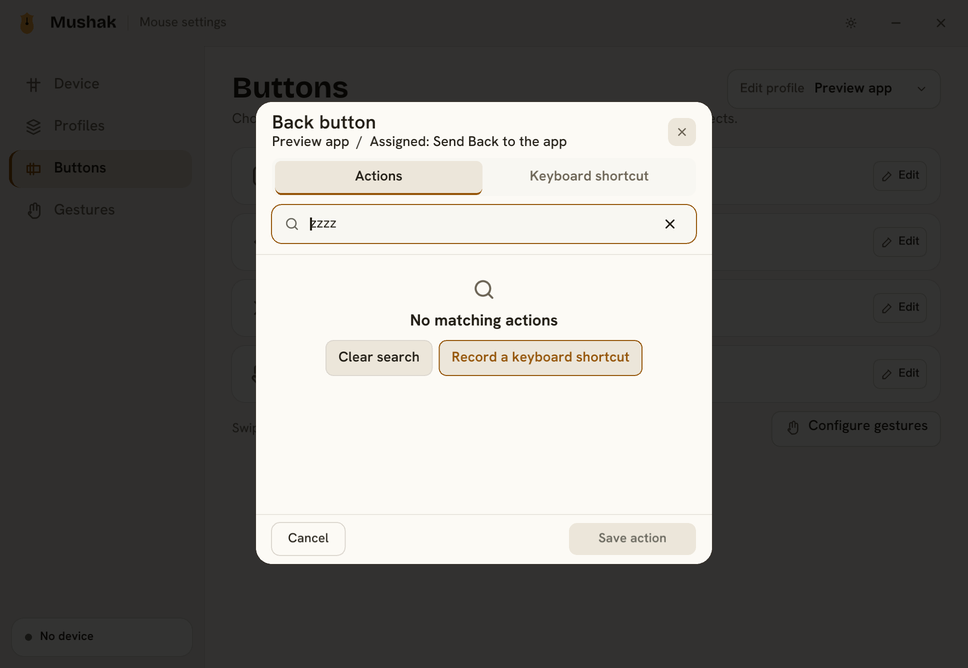 Mushak
Mouse settings
Device
Profiles
Buttons
Gestures
No device
Buttons
Edit profile Preview app
ects.
Back button
Preview app / Assigned: Send Back to the app
Actions
Keyboard shortcut
zzzz
No matching actions
Clear search
Record a keyboard shortcut
Cancel
Save action
Edit
Edit
Edit
Edit
Swip
Configure gestures